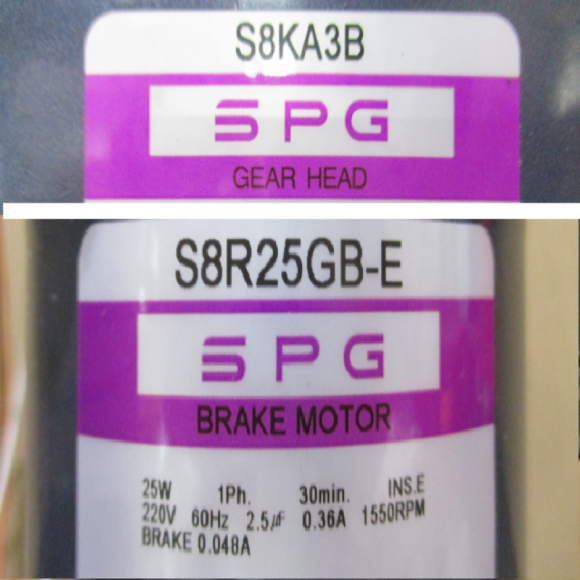 S8KA3B
SPG
GEAR HEAD
S8R25GB-E
SPG
BRAKE MOTOR
25W 1Ph. 30min. INS.E
220V 60Hz 2.5㎌ 0.36A 1550RPM
BRAKE 0.048A